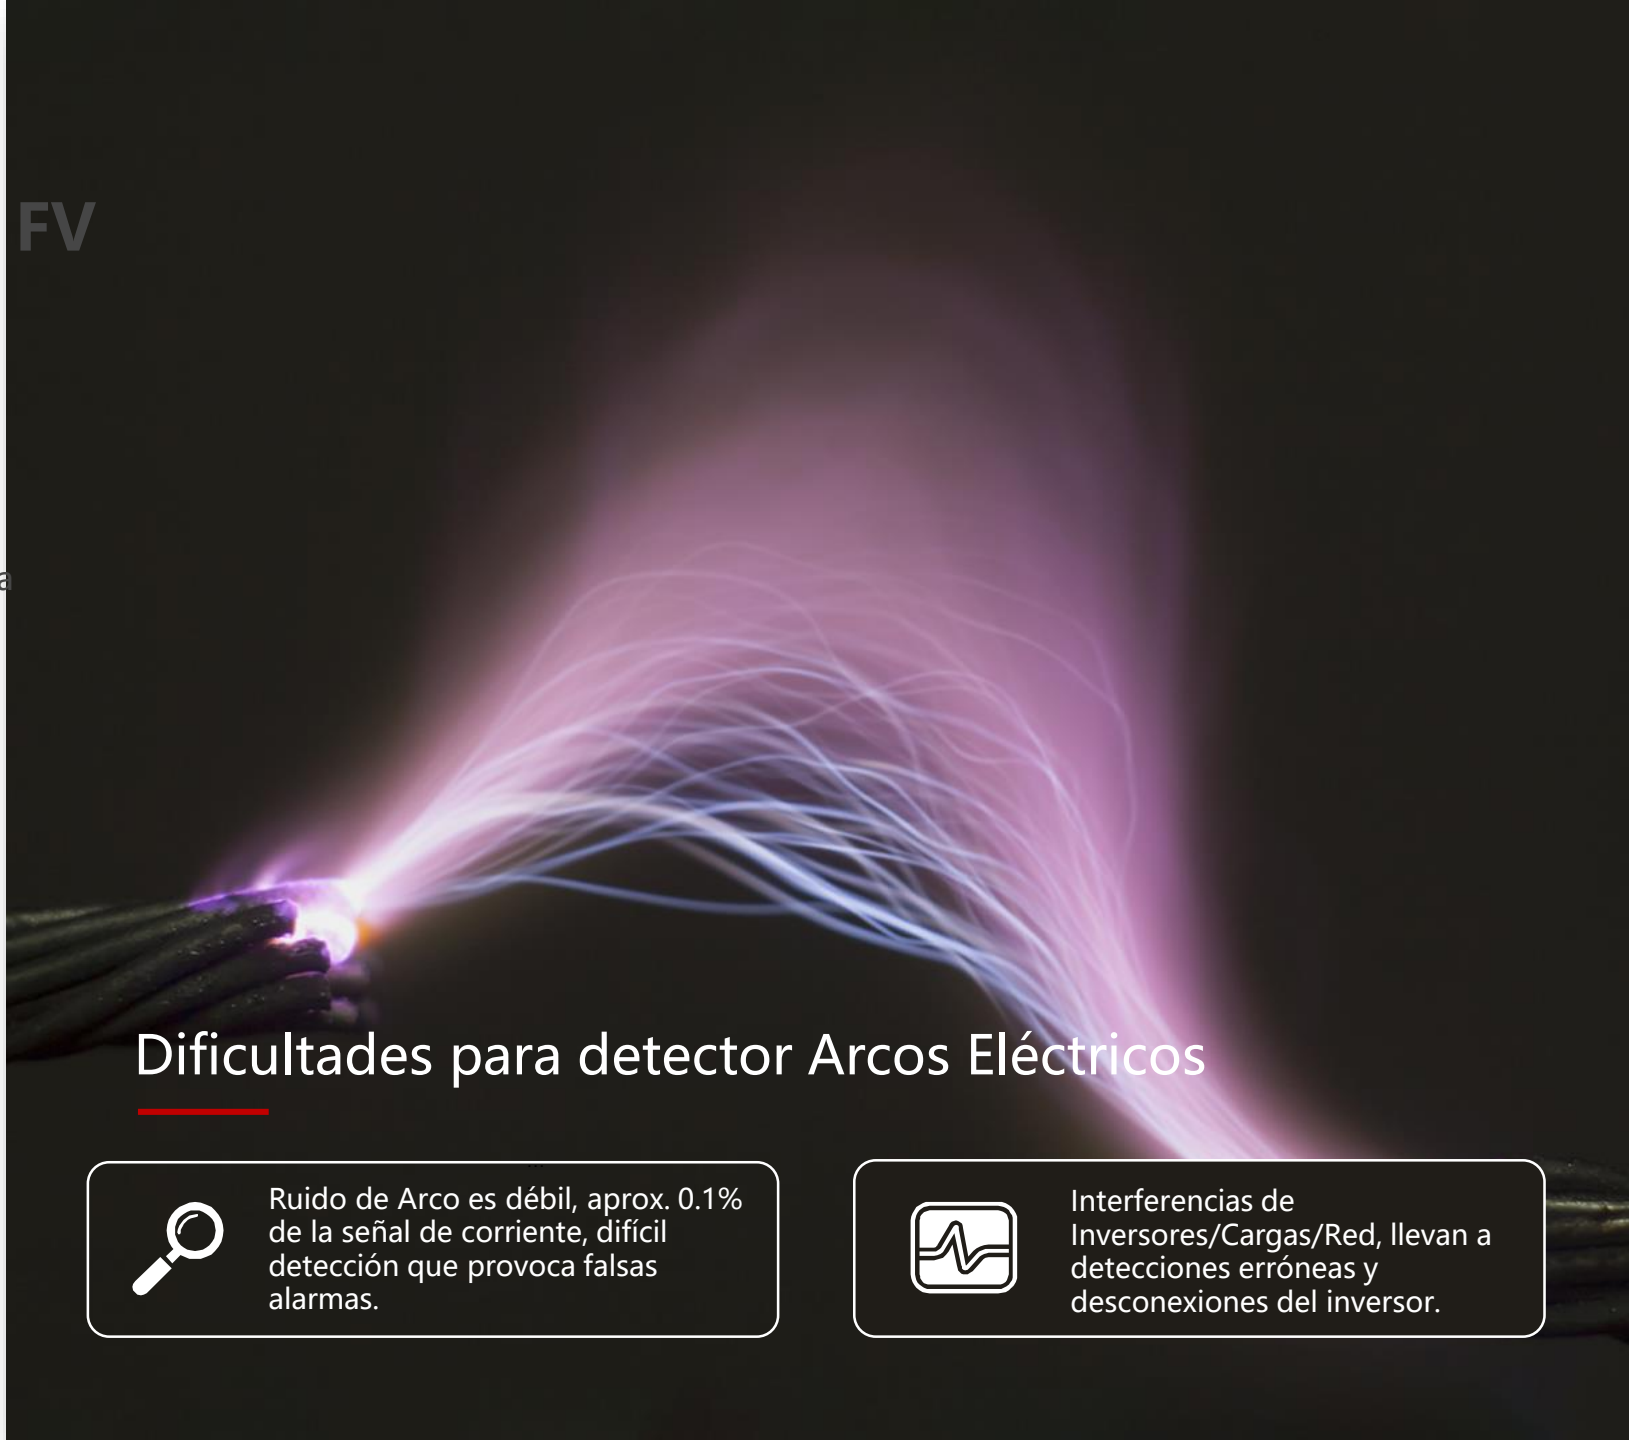 FV
a
Dificultades para detector Arcos Eléctricos
...
Ruido de Arco es débil, aprox. 0.1%
de la señal de corriente, difícil
detección que provoca falsas
alarmas.
Interferencias de
Inversores/Cargas/Red, llevan a
detecciones erróneas y
desconexiones del inversor.